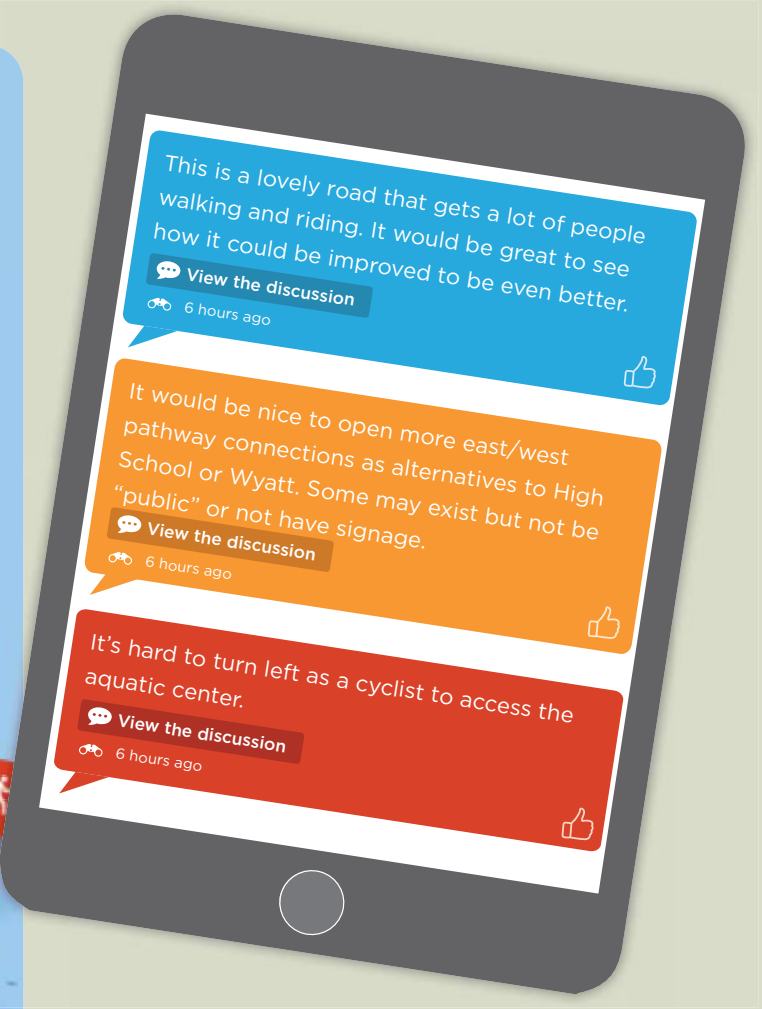 This is a lovely road that gets a lot of people
walking and riding. It would be great to see
how it could be improved to be even better.
View the discussion
6 hours ago
It would be nice to open more east/west
pathway connections as alternatives to High
School or Wyatt. Some may exist but not be
“public” or not have signage.
View the discussion
6 hours ago
It’s hard to turn left as a cyclist to access the
aquatic center.
View the discussion
6 hours ago